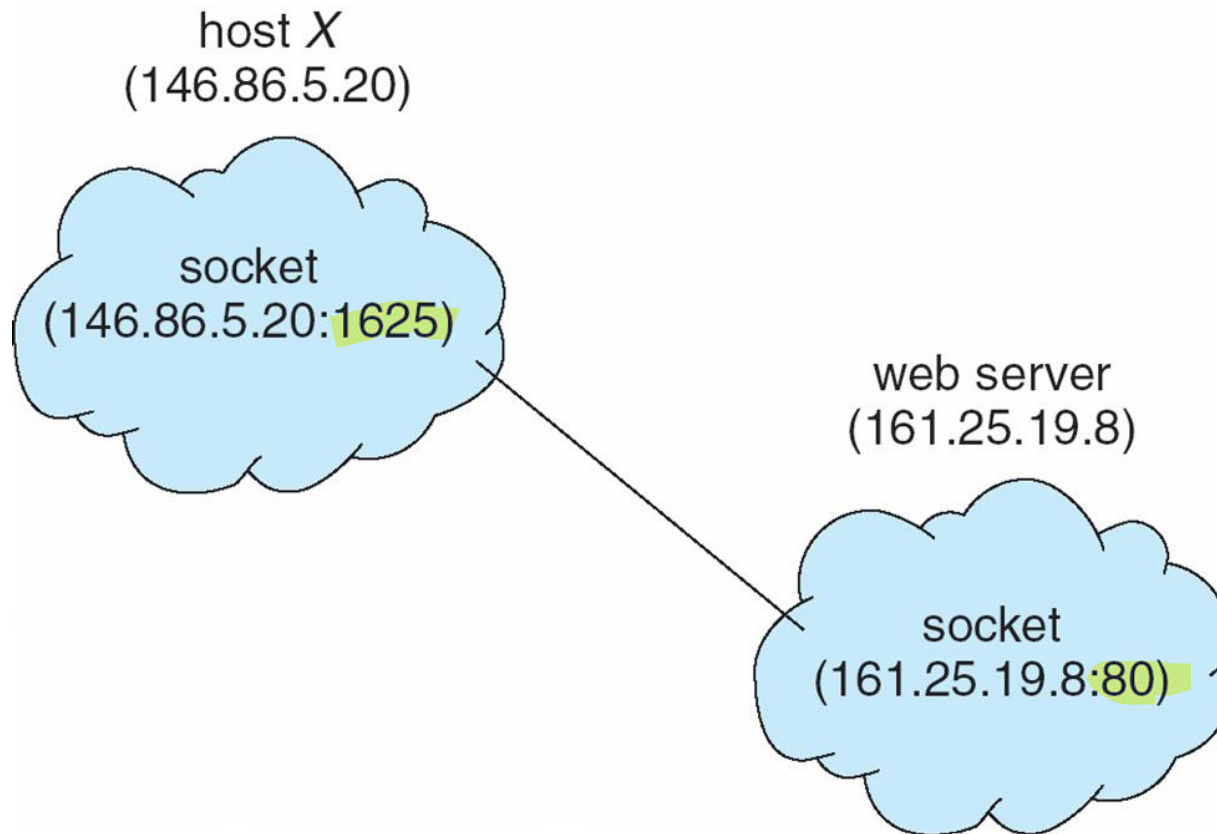 host X
(146.86.5.20)
socket
(146.86.5.20:1625)
web server
(161.25.19.8)
socket
(161.25.19.8:80)